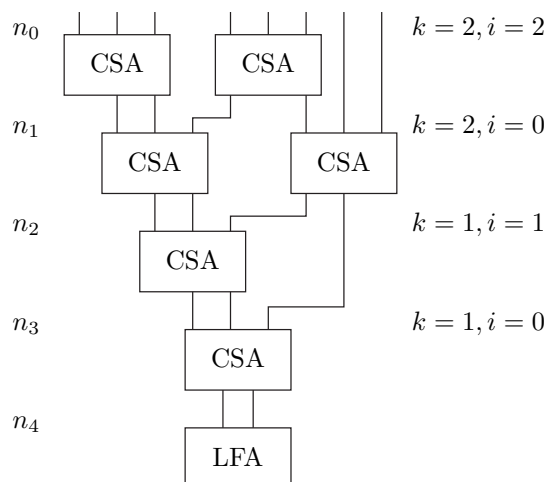 n₀ k = 2, i = 2
CSA CSA
n₁ k = 2, i = 0
CSA CSA
n₂ k = 1, i = 1
CSA
n₃ k = 1, i = 0
CSA
n₄
LFA